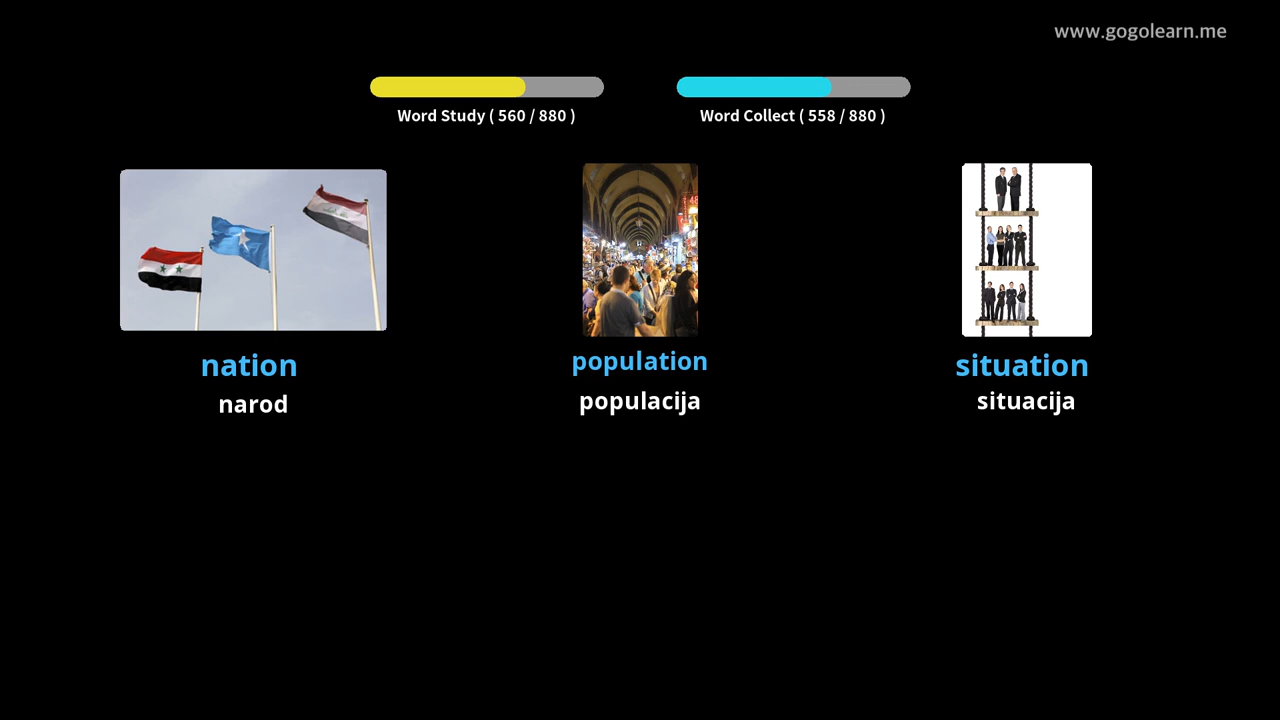 www.gogolearn.me
Word Study ( 560 / 880 )
Word Collect ( 558 / 880 )
nation
population
situation
narod
populacija
situacija